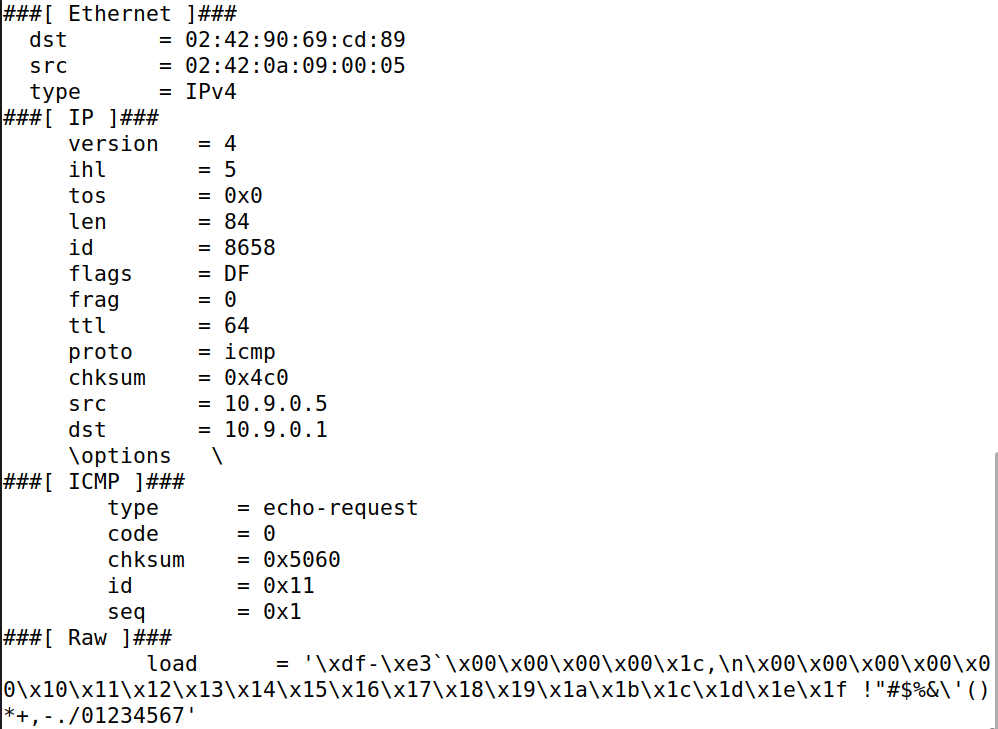 ###[ Ethernet ]###
  dst       = 02:42:90:69:cd:89
  src       = 02:42:0a:09:00:05
  type      = IPv4
###[ IP ]###
     version   = 4
     ihl       = 5
     tos       = 0x0
     len       = 84
     id        = 8658
     flags     = DF
     frag      = 0
     ttl       = 64
     proto     = icmp
     chksum    = 0x4c0
     src       = 10.9.0.5
     dst       = 10.9.0.1
     \options   \
###[ ICMP ]###
        type      = echo-request
        code      = 0
        chksum    = 0x5060
        id        = 0x11
        seq       = 0x1
###[ Raw ]###
           load      = '\xdf-\xe3`\x00\x00\x00\x00\x1c,\n\x00\x00\x00\x00\x0
0\x10\x11\x12\x13\x14\x15\x16\x17\x18\x19\x1a\x1b\x1c\x1d\x1e\x1f !"#$%&\'()
*+,-./01234567'